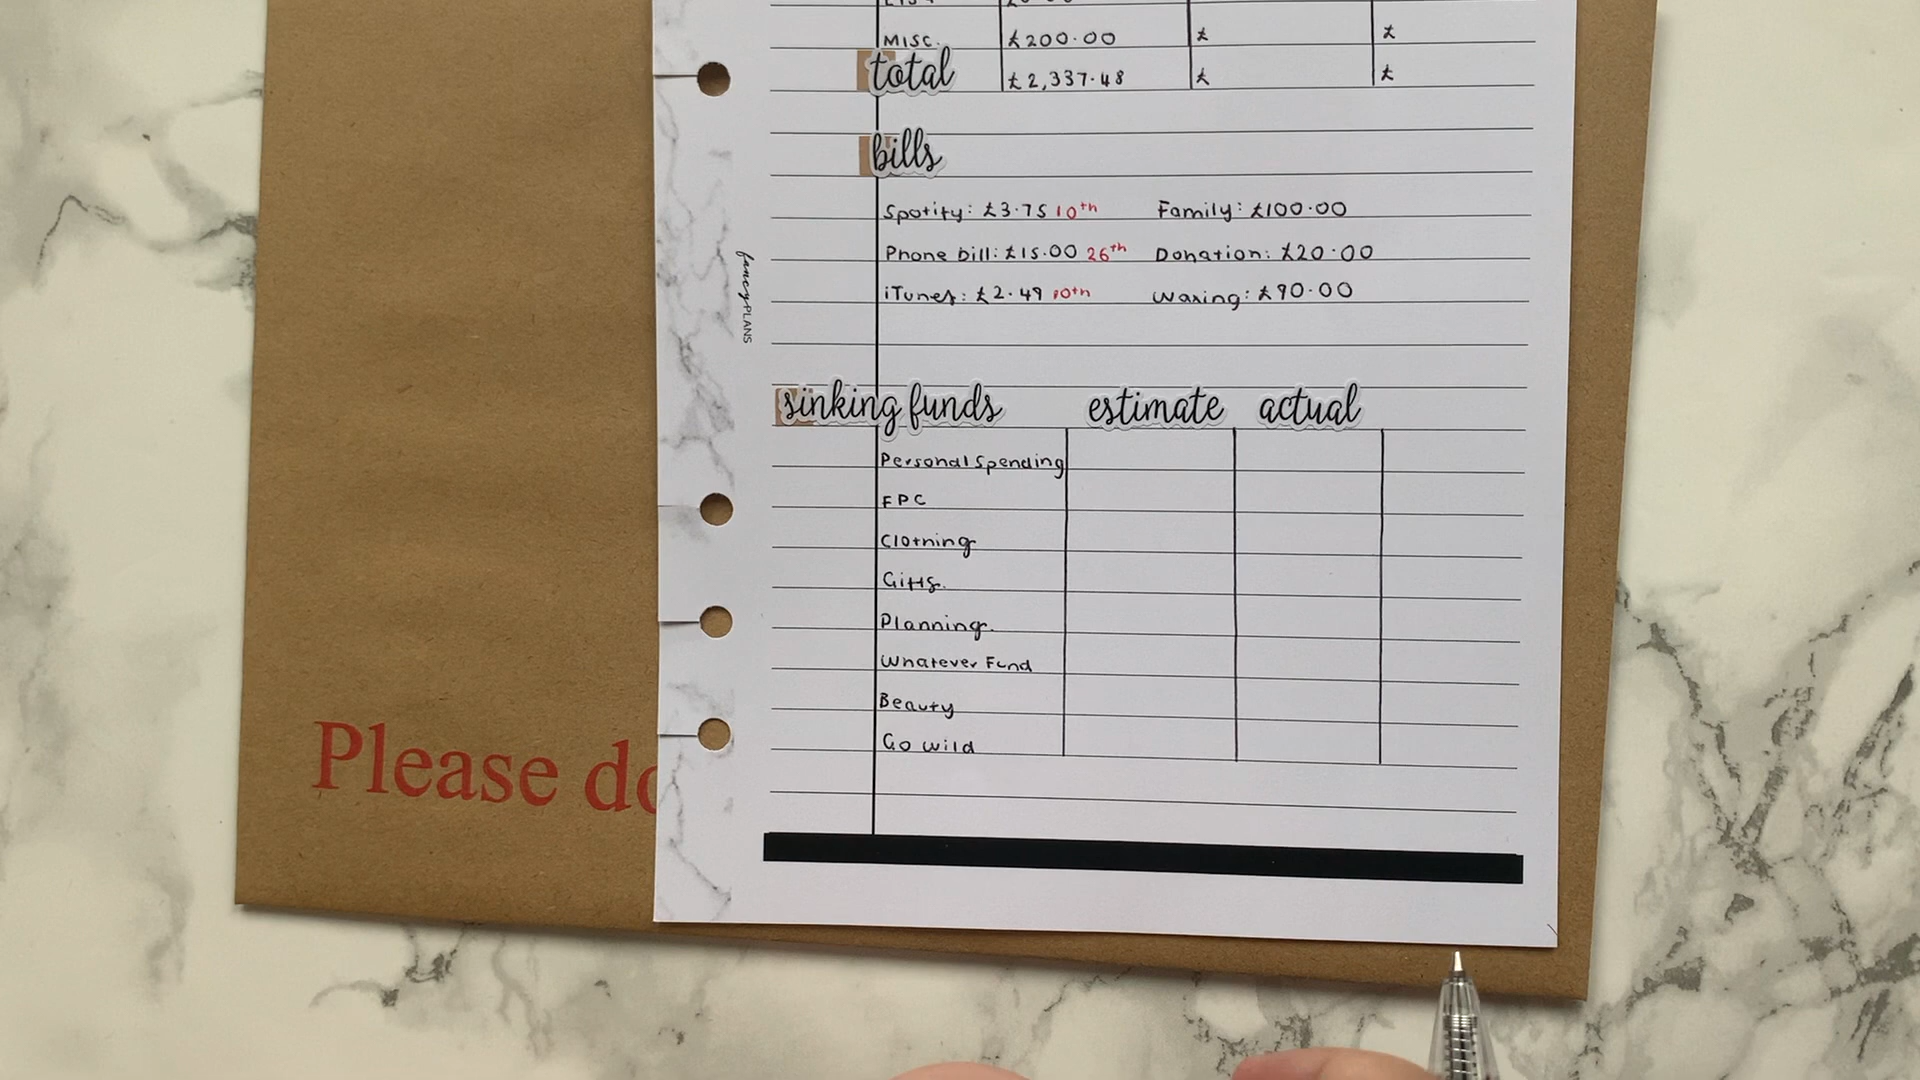 MISC. £200.00 £ £
total £2,337.48 £ £
bills
Spotify: £3.75 10th Family: £100.00
Phone bill: £15.00 26th Donation: £20.00
iTunes: £2.49 10th Waxing: £90.00
fancyPLANS
sinking funds estimate actual
Personal Spending
FPC
Clothing
Gifts.
Planning.
Whatever Fund
Beauty
Go Wild
Please do